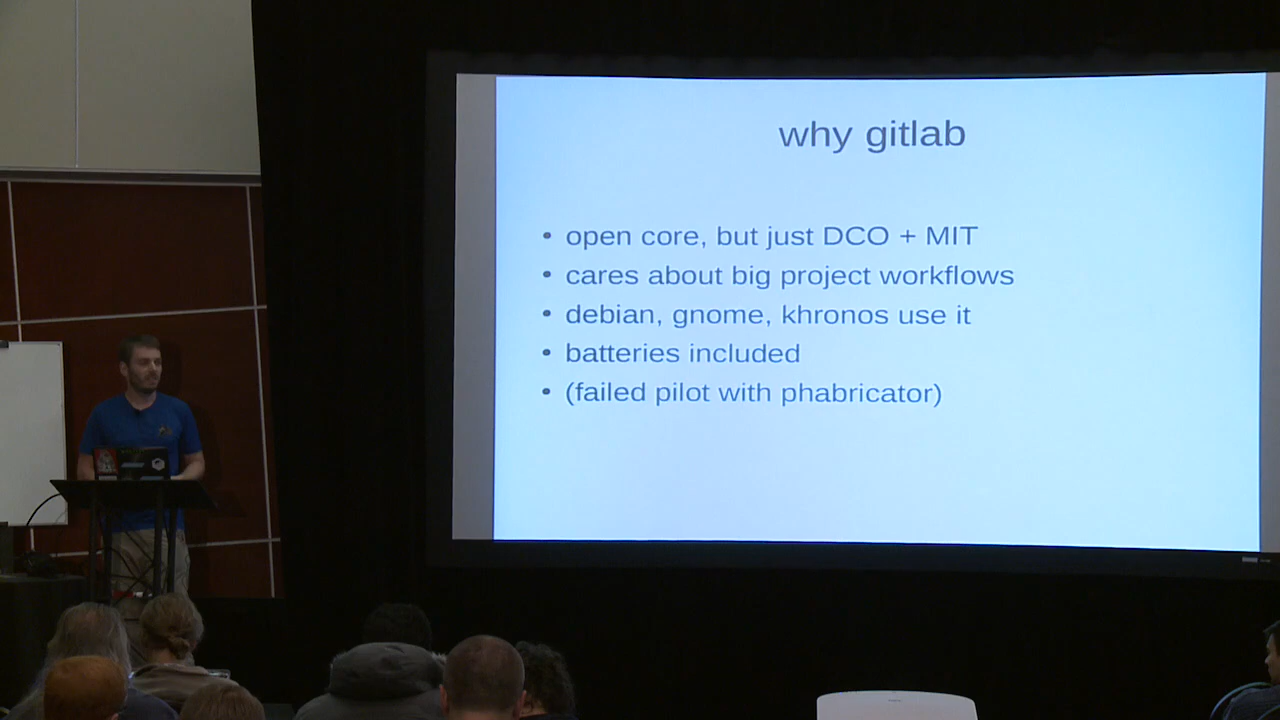 why gitlab
• open core, but just DCO + MIT
• cares about big project workflows
• debian, gnome, khronos use it
• batteries included
• (failed pilot with phabricator)